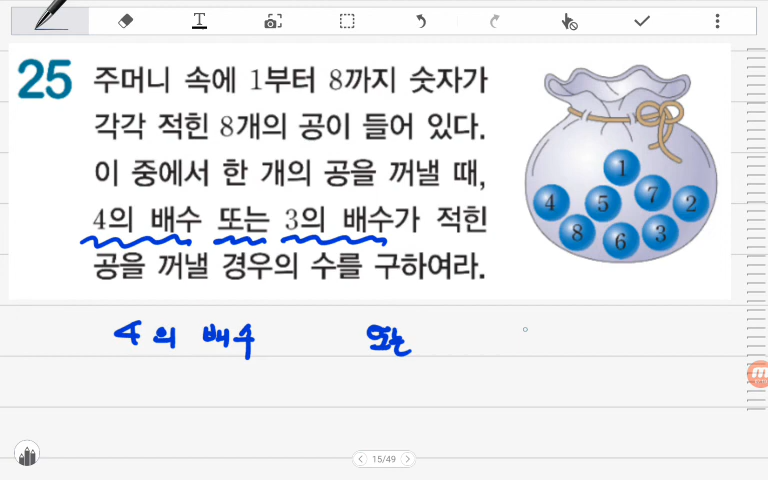 25 주머니 속에 1부터 8까지 숫자가
각각 적힌 8개의 공이 들어 있다.
이 중에서 한 개의 공을 꺼낼 때,
4의 배수 또는 3의 배수가 적힌
공을 꺼낼 경우의 수를 구하여라.
1
4 5 7 2
8 6 3
4의 배수 또는
15/49